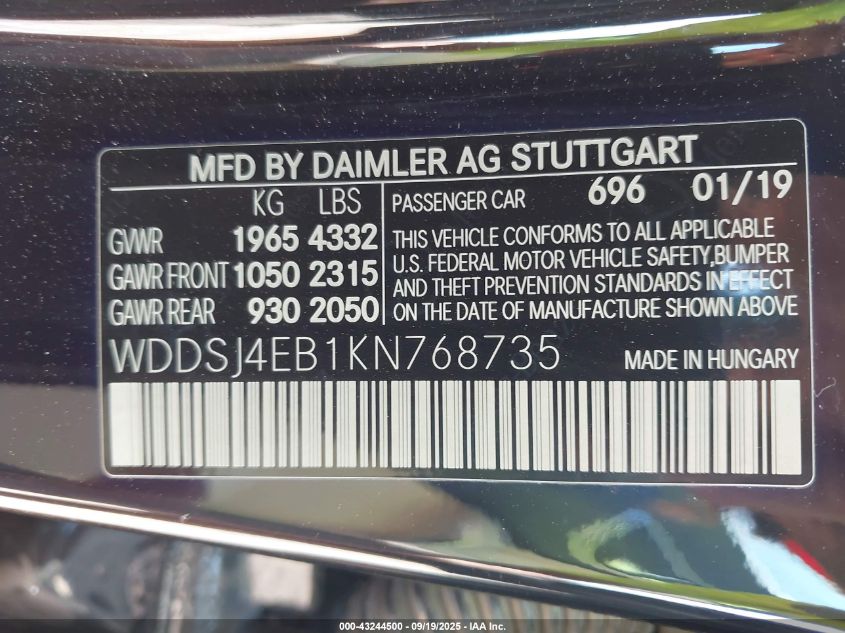 MFD BY DAIMLER AG STUTTGART
KG LBS
GVWR 1965 4332
GAWR FRONT 1050 2315
GAWR REAR 930 2050
PASSENGER CAR 696 01/19
THIS VEHICLE CONFORMS TO ALL APPLICABLE
U.S. FEDERAL MOTOR VEHICLE SAFETY,BUMPER
AND THEFT PREVENTION STANDARDS IN EFFECT
ON THE DATE OF MANUFACTURE SHOWN ABOVE
WDDSJ4EB1KN768735 MADE IN HUNGARY
000-43244500 - 09/19/2025 - IAA Inc.